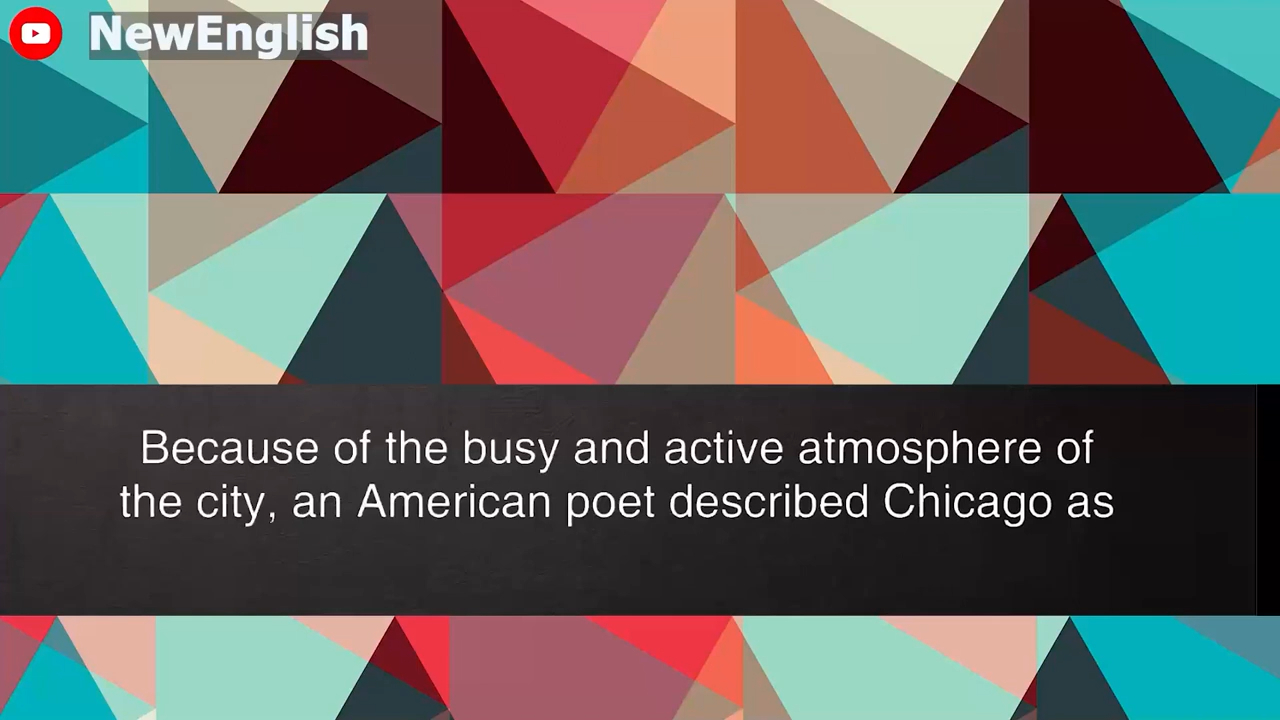 NewEnglish
Because of the busy and active atmosphere of
the city, an American poet described Chicago as